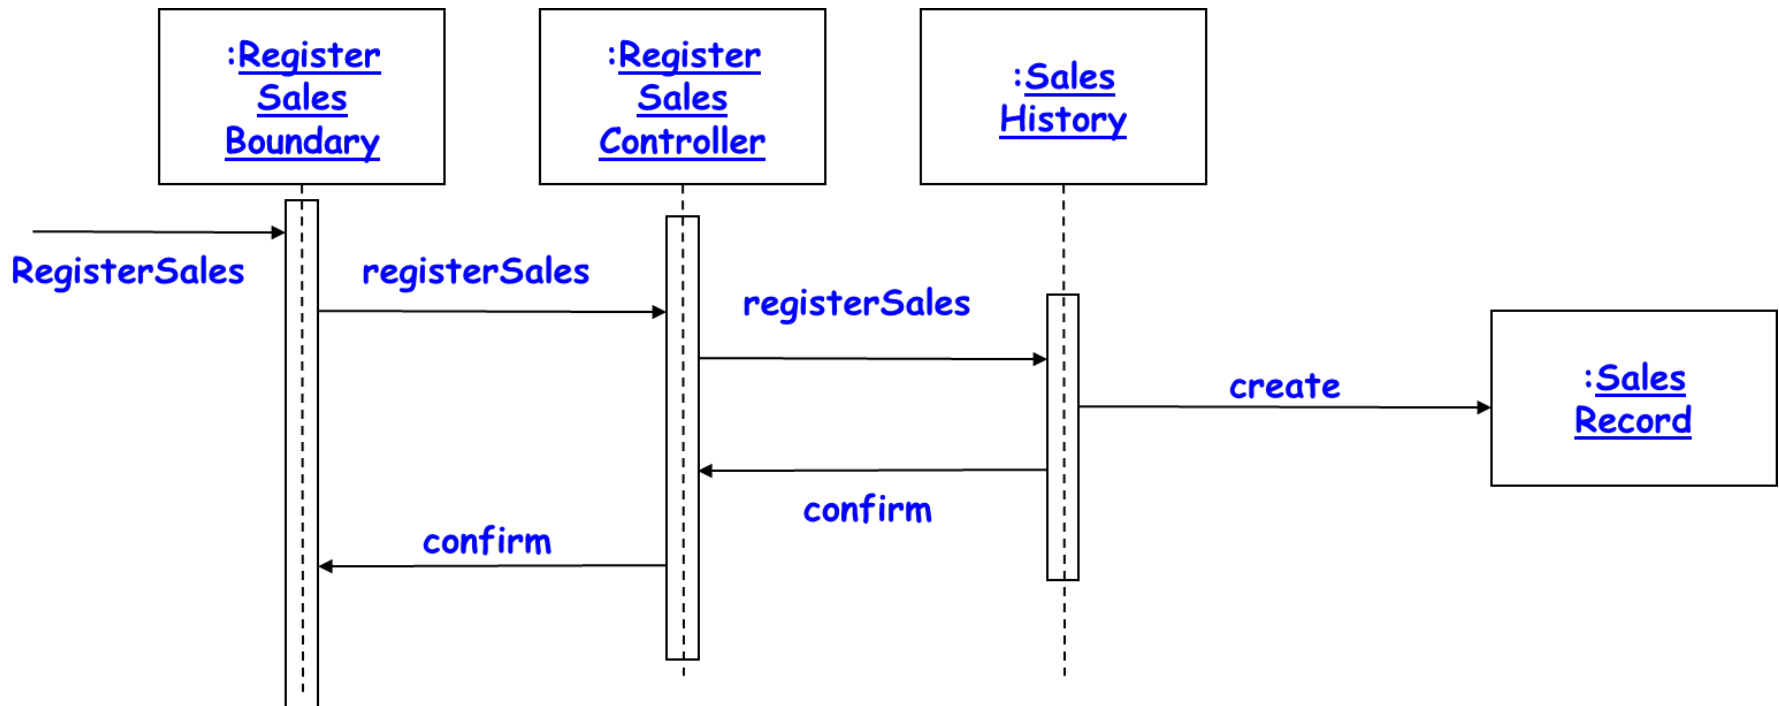 :Register
Sales
Boundary
:Register
Sales
Controller
:Sales
History
RegisterSales
registerSales
registerSales
create
:Sales
Record
confirm
confirm